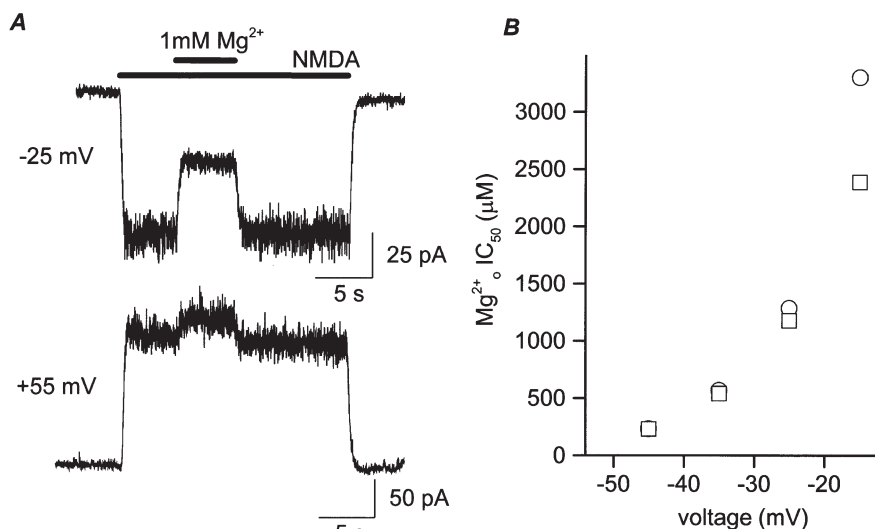 A
1mM Mg2+
NMDA
-25 mV
25 pA
5 s
+55 mV
50 pA
5 s
B
Mg2+o IC50 (μM)
3000
2500
2000
1500
1000
500
0
-50 -40 -30 -20
voltage (mV)